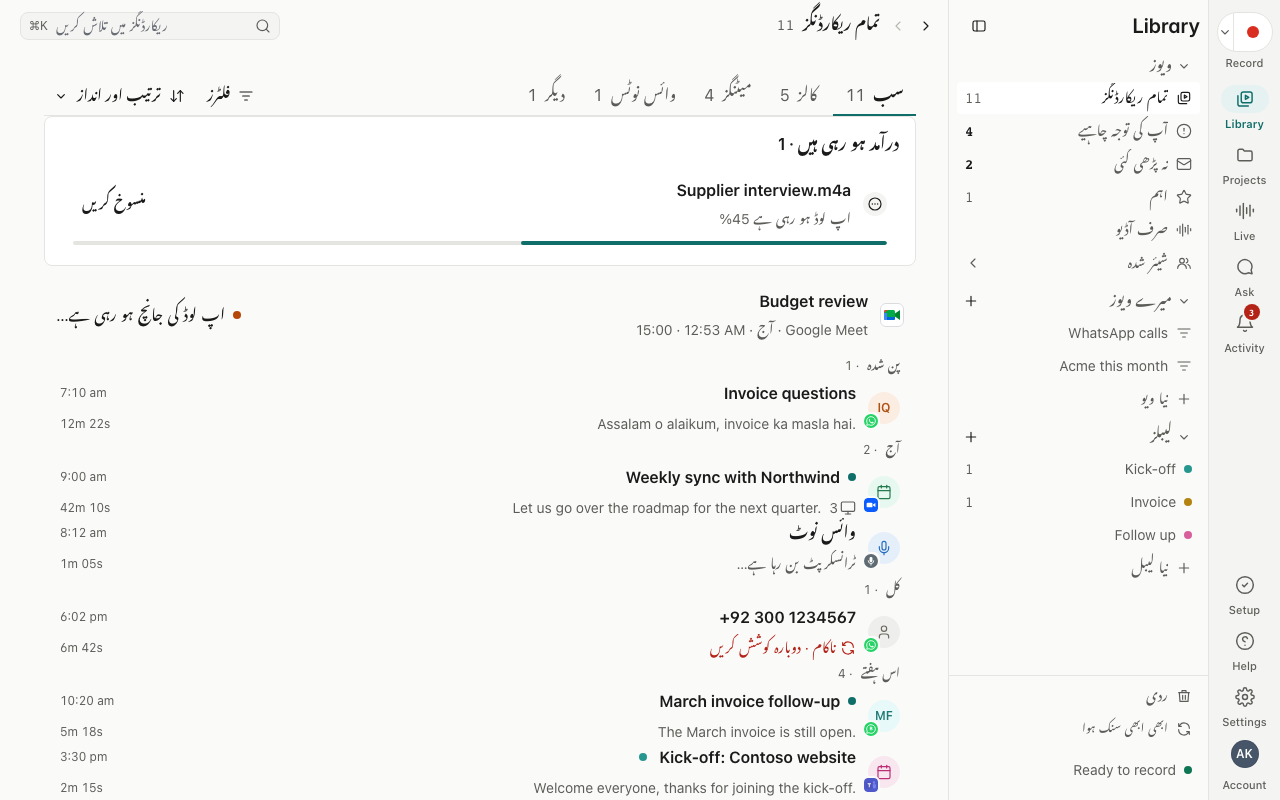 Record
Library
Projects
Live
Ask
3
Activity
Setup
Help
Settings
AK
Account
Library
ویوز
تمام ریکارڈنگز 11
آپ کی توجہ چاہیے 4
نہ پڑھی گئی 2
اہم 1
صرف آڈیو
شیئر شدہ
میرے ویوز
WhatsApp calls
Acme this month
نیا ویو
لیبلز
Kick-off 1
Invoice 1
Follow up
نیا لیبل
ردی
ابھی ابھی سنک ہوا
Ready to record
تمام ریکارڈنگز 11
ریکارڈنگز میں تلاش کریں ⌘K
سب 11 کالز 5 میٹنگز 4 وائس نوٹس 1 دیگر 1
فلٹرز ترتیب اور انداز
درآمد ہو رہی ہیں · 1
Supplier interview.m4a
اپ لوڈ ہو رہی ہے 45%
منسوخ کریں
Budget review
Google Meet · آج · 12:53 AM · 15:00
اپ لوڈ کی جانچ ہو رہی ہے…
پن شدہ · 1
Invoice questions 7:10 am
IQ
Assalam o alaikum, invoice ka masla hai. 12m 22s
آج · 2
Weekly sync with Northwind 9:00 am
3 Let us go over the roadmap for the next quarter. 42m 10s
وائس نوٹ 8:12 am
ٹرانسکرپٹ بن رہا ہے… 1m 05s
کل · 1
+92 300 1234567 6:02 pm
ناکام · دوبارہ کوشش کریں 6m 42s
اس ہفتے · 4
March invoice follow-up 10:20 am
MF
The March invoice is still open. 5m 18s
Kick-off: Contoso website 3:30 pm
Welcome everyone, thanks for joining the kick-off. 2m 15s